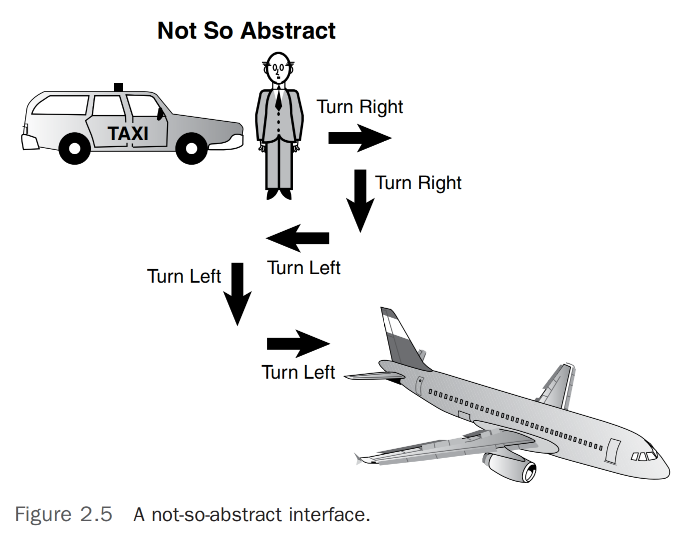 Not So Abstract
TAXI
Turn Right
Turn Right
Turn Left
Turn Left
Turn Left
Figure 2.5 A not-so-abstract interface.